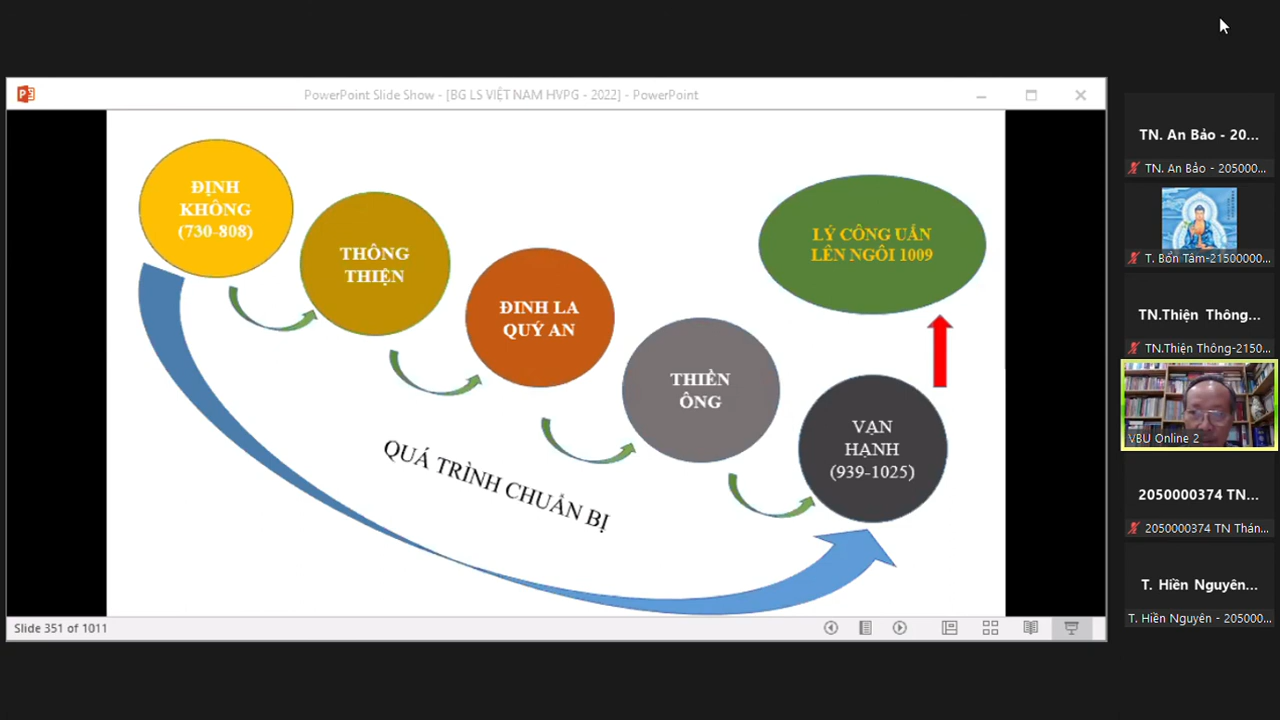 PowerPoint Slide Show - [BG LS VIỆT NAM HVPG - 2022] - PowerPoint
ĐỊNH
KHÔNG
(730-808)
THÔNG
THIỆN
ĐINH LA
QUÝ AN
THIỀN
ÔNG
VẠN
HẠNH
(939-1025)
LÝ CÔNG UẨN
LÊN NGÔI 1009
QUÁ TRÌNH CHUẨN BỊ
Slide 351 of 1011
TN. An Bảo - 20...
TN. An Bảo - 205000...
T. Bổn Tâm-21500000...
TN.Thiện Thông...
TN.Thiện Thông-2150...
VBU Online 2
2050000374 TN...
2050000374 TN Thán...
T. Hiền Nguyên...
T. Hiền Nguyên - 205000...